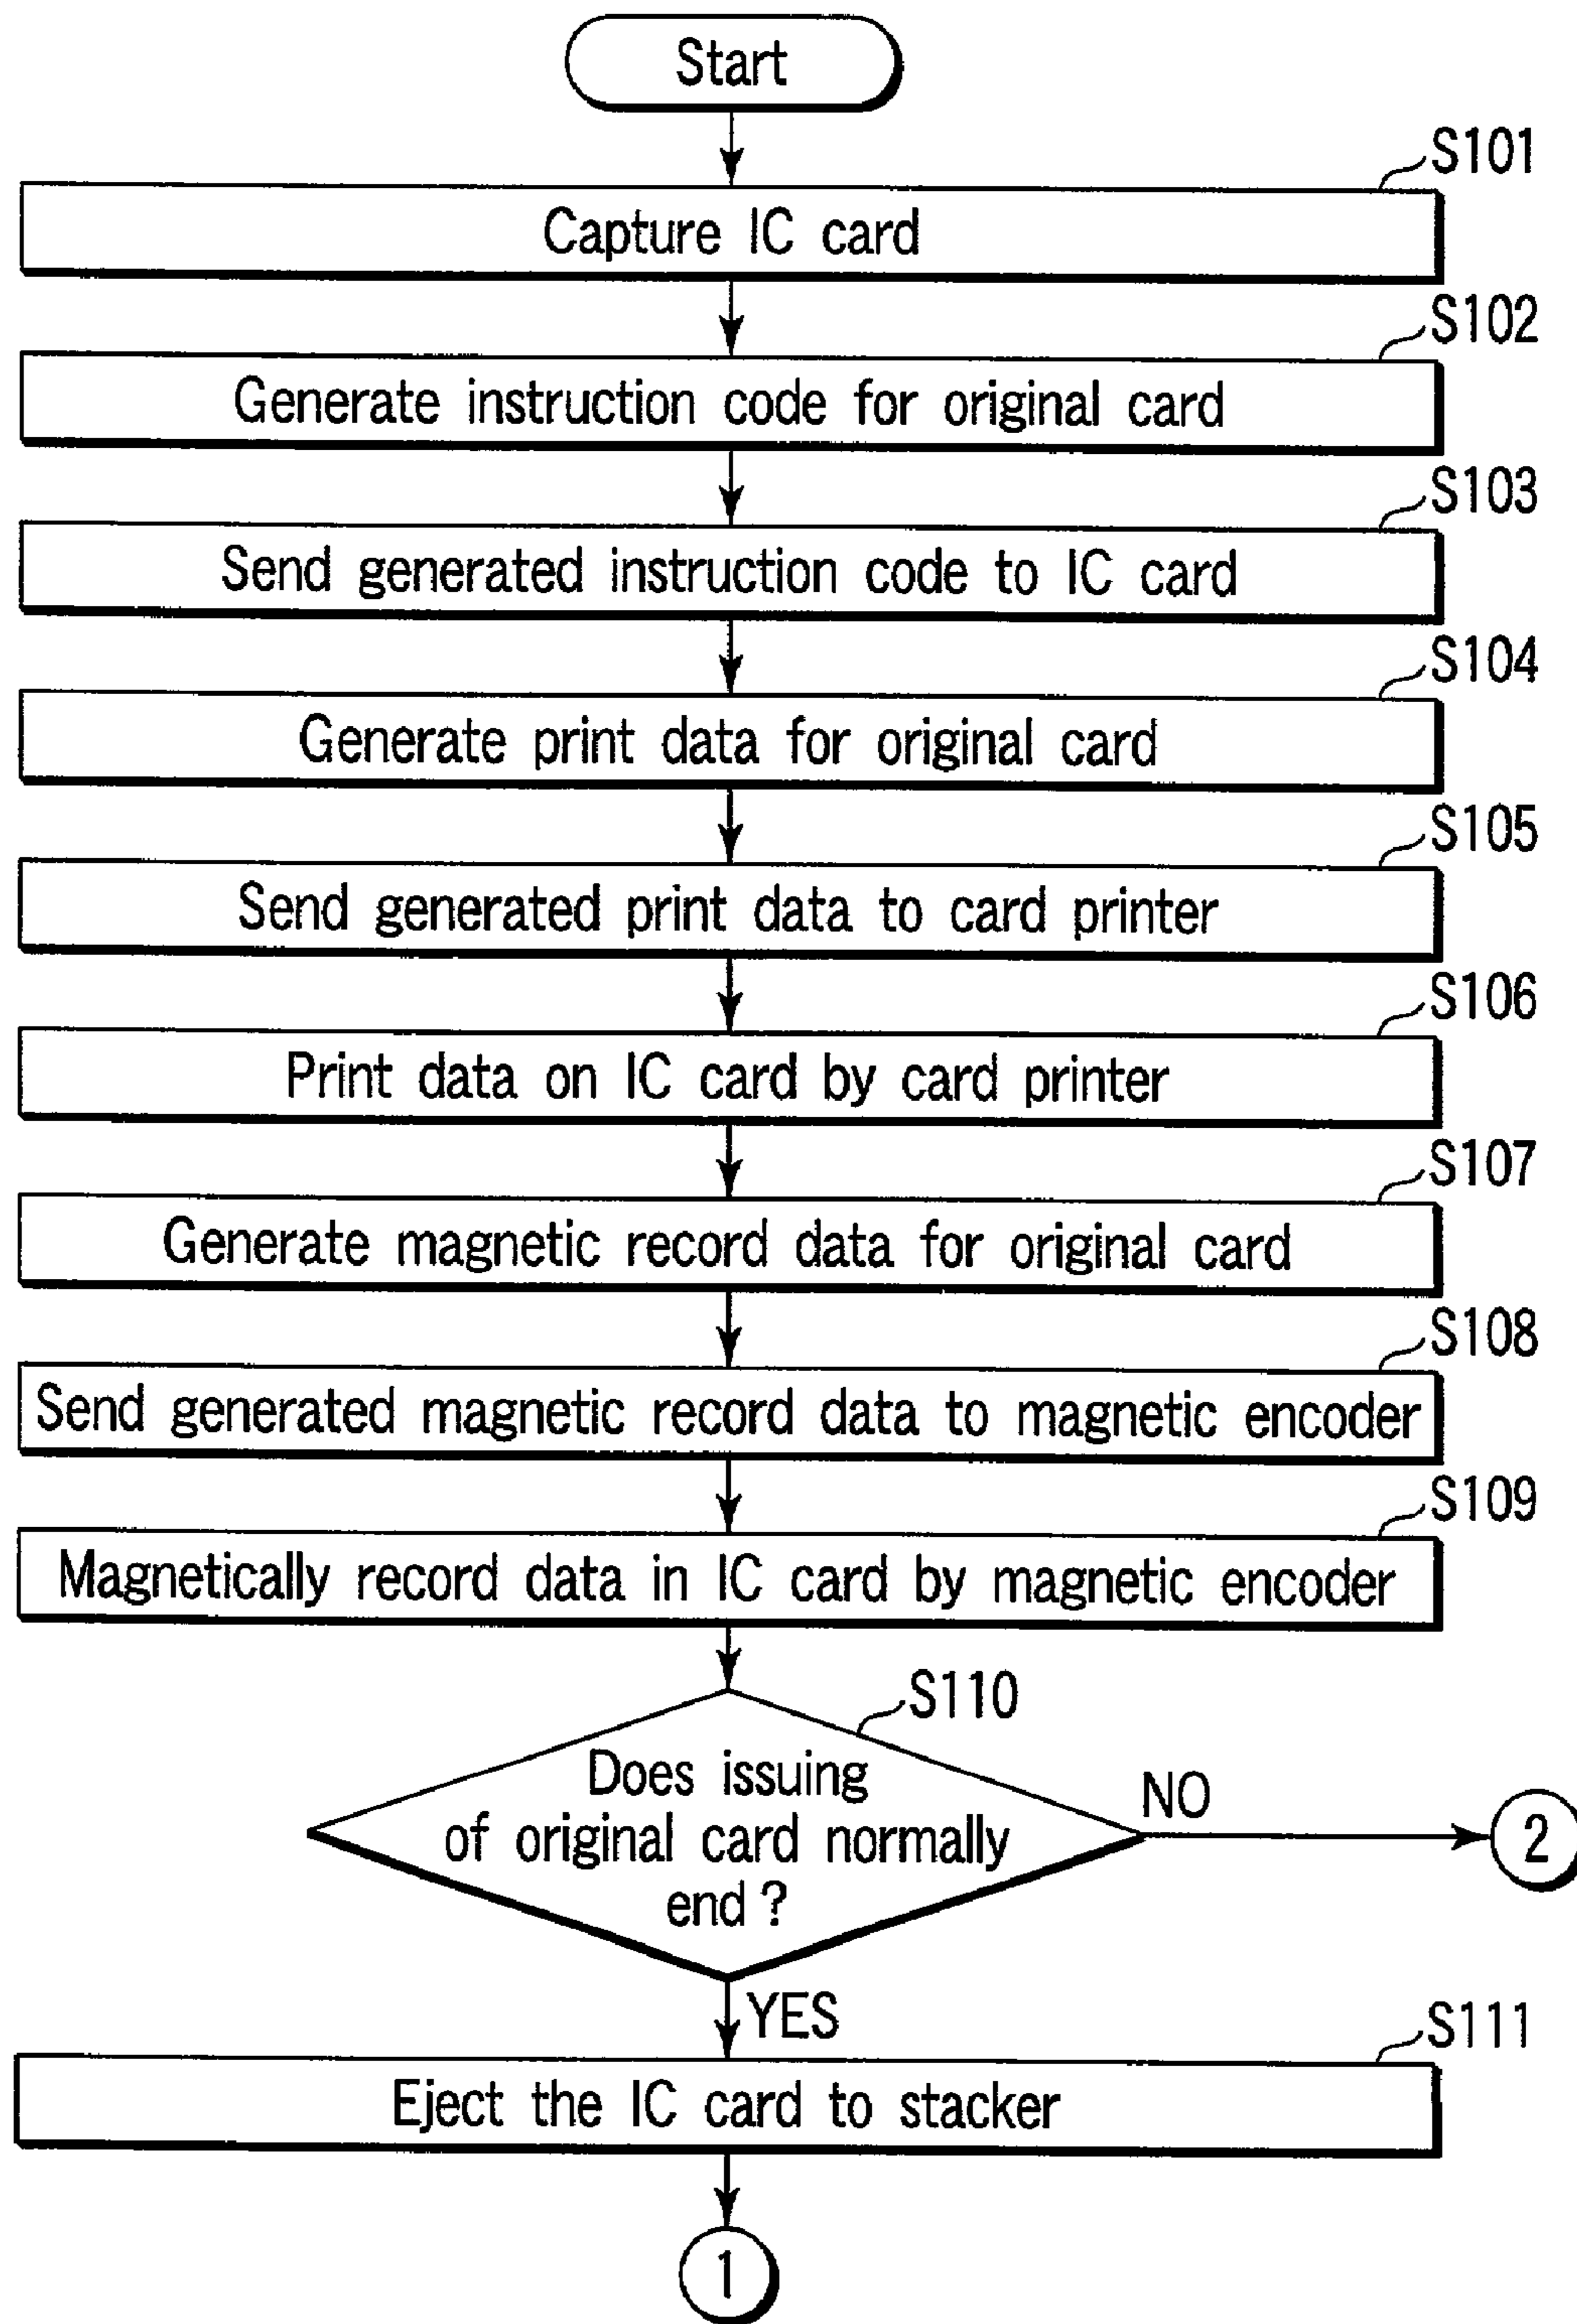 Start
S101
Capture IC card
S102
Generate instruction code for original card
S103
Send generated instruction code to IC card
S104
Generate print data for original card
S105
Send generated print data to card printer
S106
Print data on IC card by card printer
S107
Generate magnetic record data for original card
S108
Send generated magnetic record data to magnetic encoder
S109
Magnetically record data in IC card by magnetic encoder
S110
Does issuing
of original card normally
end ?
NO
2
YES
S111
Eject the IC card to stacker
1